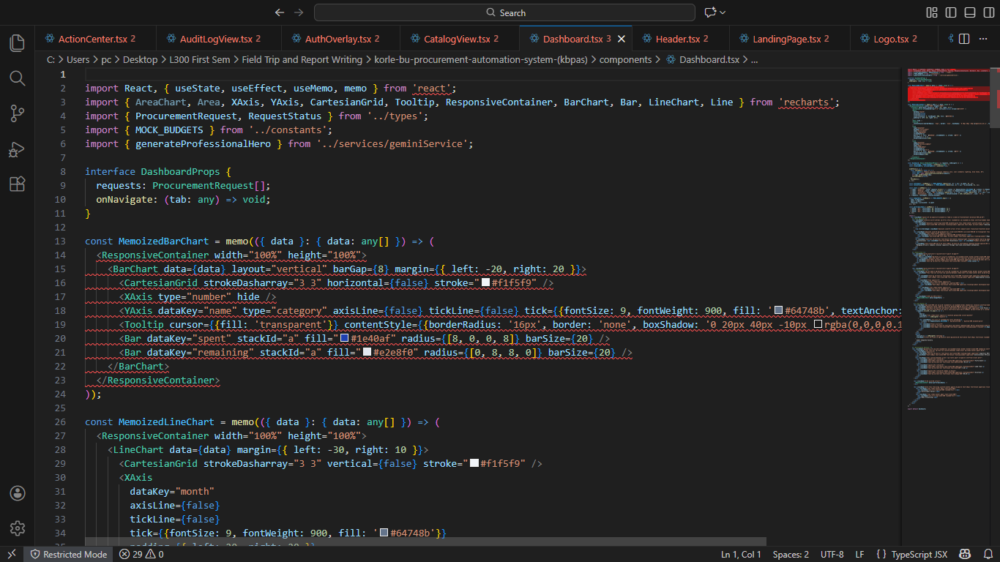 Search
ActionCenter.tsx 2
AuditLogView.tsx 2
AuthOverlay.tsx 2
CatalogView.tsx 2
Dashboard.tsx 3
Header.tsx 2
LandingPage.tsx 2
Logo.tsx 2
C: > Users > pc > Desktop > L300 First Sem > Field Trip and Report Writing > korle-bu-procurement-automation-system-(kbpas) > components > Dashboard.tsx > ...
1
2 import React, { useState, useEffect, useMemo, memo } from 'react';
3 import { AreaChart, Area, XAxis, YAxis, CartesianGrid, Tooltip, ResponsiveContainer, BarChart, Bar, LineChart, Line } from 'recharts';
4 import { ProcurementRequest, RequestStatus } from '../types';
5 import { MOCK_BUDGETS } from '../constants';
6 import { generateProfessionalHero } from '../services/geminiService';
7
8 interface DashboardProps {
9 requests: ProcurementRequest[];
10 onNavigate: (tab: any) => void;
11 }
12
13 const MemoizedBarChart = memo(({ data }: { data: any[] }) => (
14 <ResponsiveContainer width="100%" height="100%">
15 <BarChart data={data} layout="vertical" barGap={8} margin={{ left: -20, right: 20 }}>
16 <CartesianGrid strokeDasharray="3 3" horizontal={false} stroke="#f1f5f9" />
17 <XAxis type="number" hide />
18 <YAxis dataKey="name" type="category" axisLine={false} tickLine={false} tick={{fontSize: 9, fontWeight: 900, fill: '#64748b', textAnchor:
19 <Tooltip cursor={{fill: 'transparent'}} contentStyle={{borderRadius: '16px', border: 'none', boxShadow: '0 20px 40px -10px rgba(0,0,0,0.1
20 <Bar dataKey="spent" stackId="a" fill="#1e40af" radius={[8, 0, 0, 8]} barSize={20} />
21 <Bar dataKey="remaining" stackId="a" fill="#e2e8f0" radius={[0, 8, 8, 0]} barSize={20} />
22 </BarChart>
23 </ResponsiveContainer>
24 ));
25
26 const MemoizedLineChart = memo(({ data }: { data: any[] }) => (
27 <ResponsiveContainer width="100%" height="100%">
28 <LineChart data={data} margin={{ left: -30, right: 10 }}>
29 <CartesianGrid strokeDasharray="3 3" vertical={false} stroke="#f1f5f9" />
30 <XAxis
31 dataKey="month"
32 axisLine={false}
33 tickLine={false}
34 tick={{fontSize: 9, fontWeight: 900, fill: '#64748b'}}
Restricted Mode
29
0
Ln 1, Col 1
Spaces: 2
UTF-8
LF
{ } TypeScript JSX